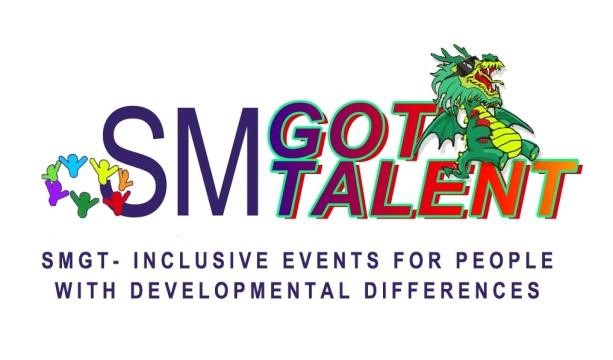 SM GOT
TALENT
SMGT- INCLUSIVE EVENTS FOR PEOPLE
WITH DEVELOPMENTAL DIFFERENCES